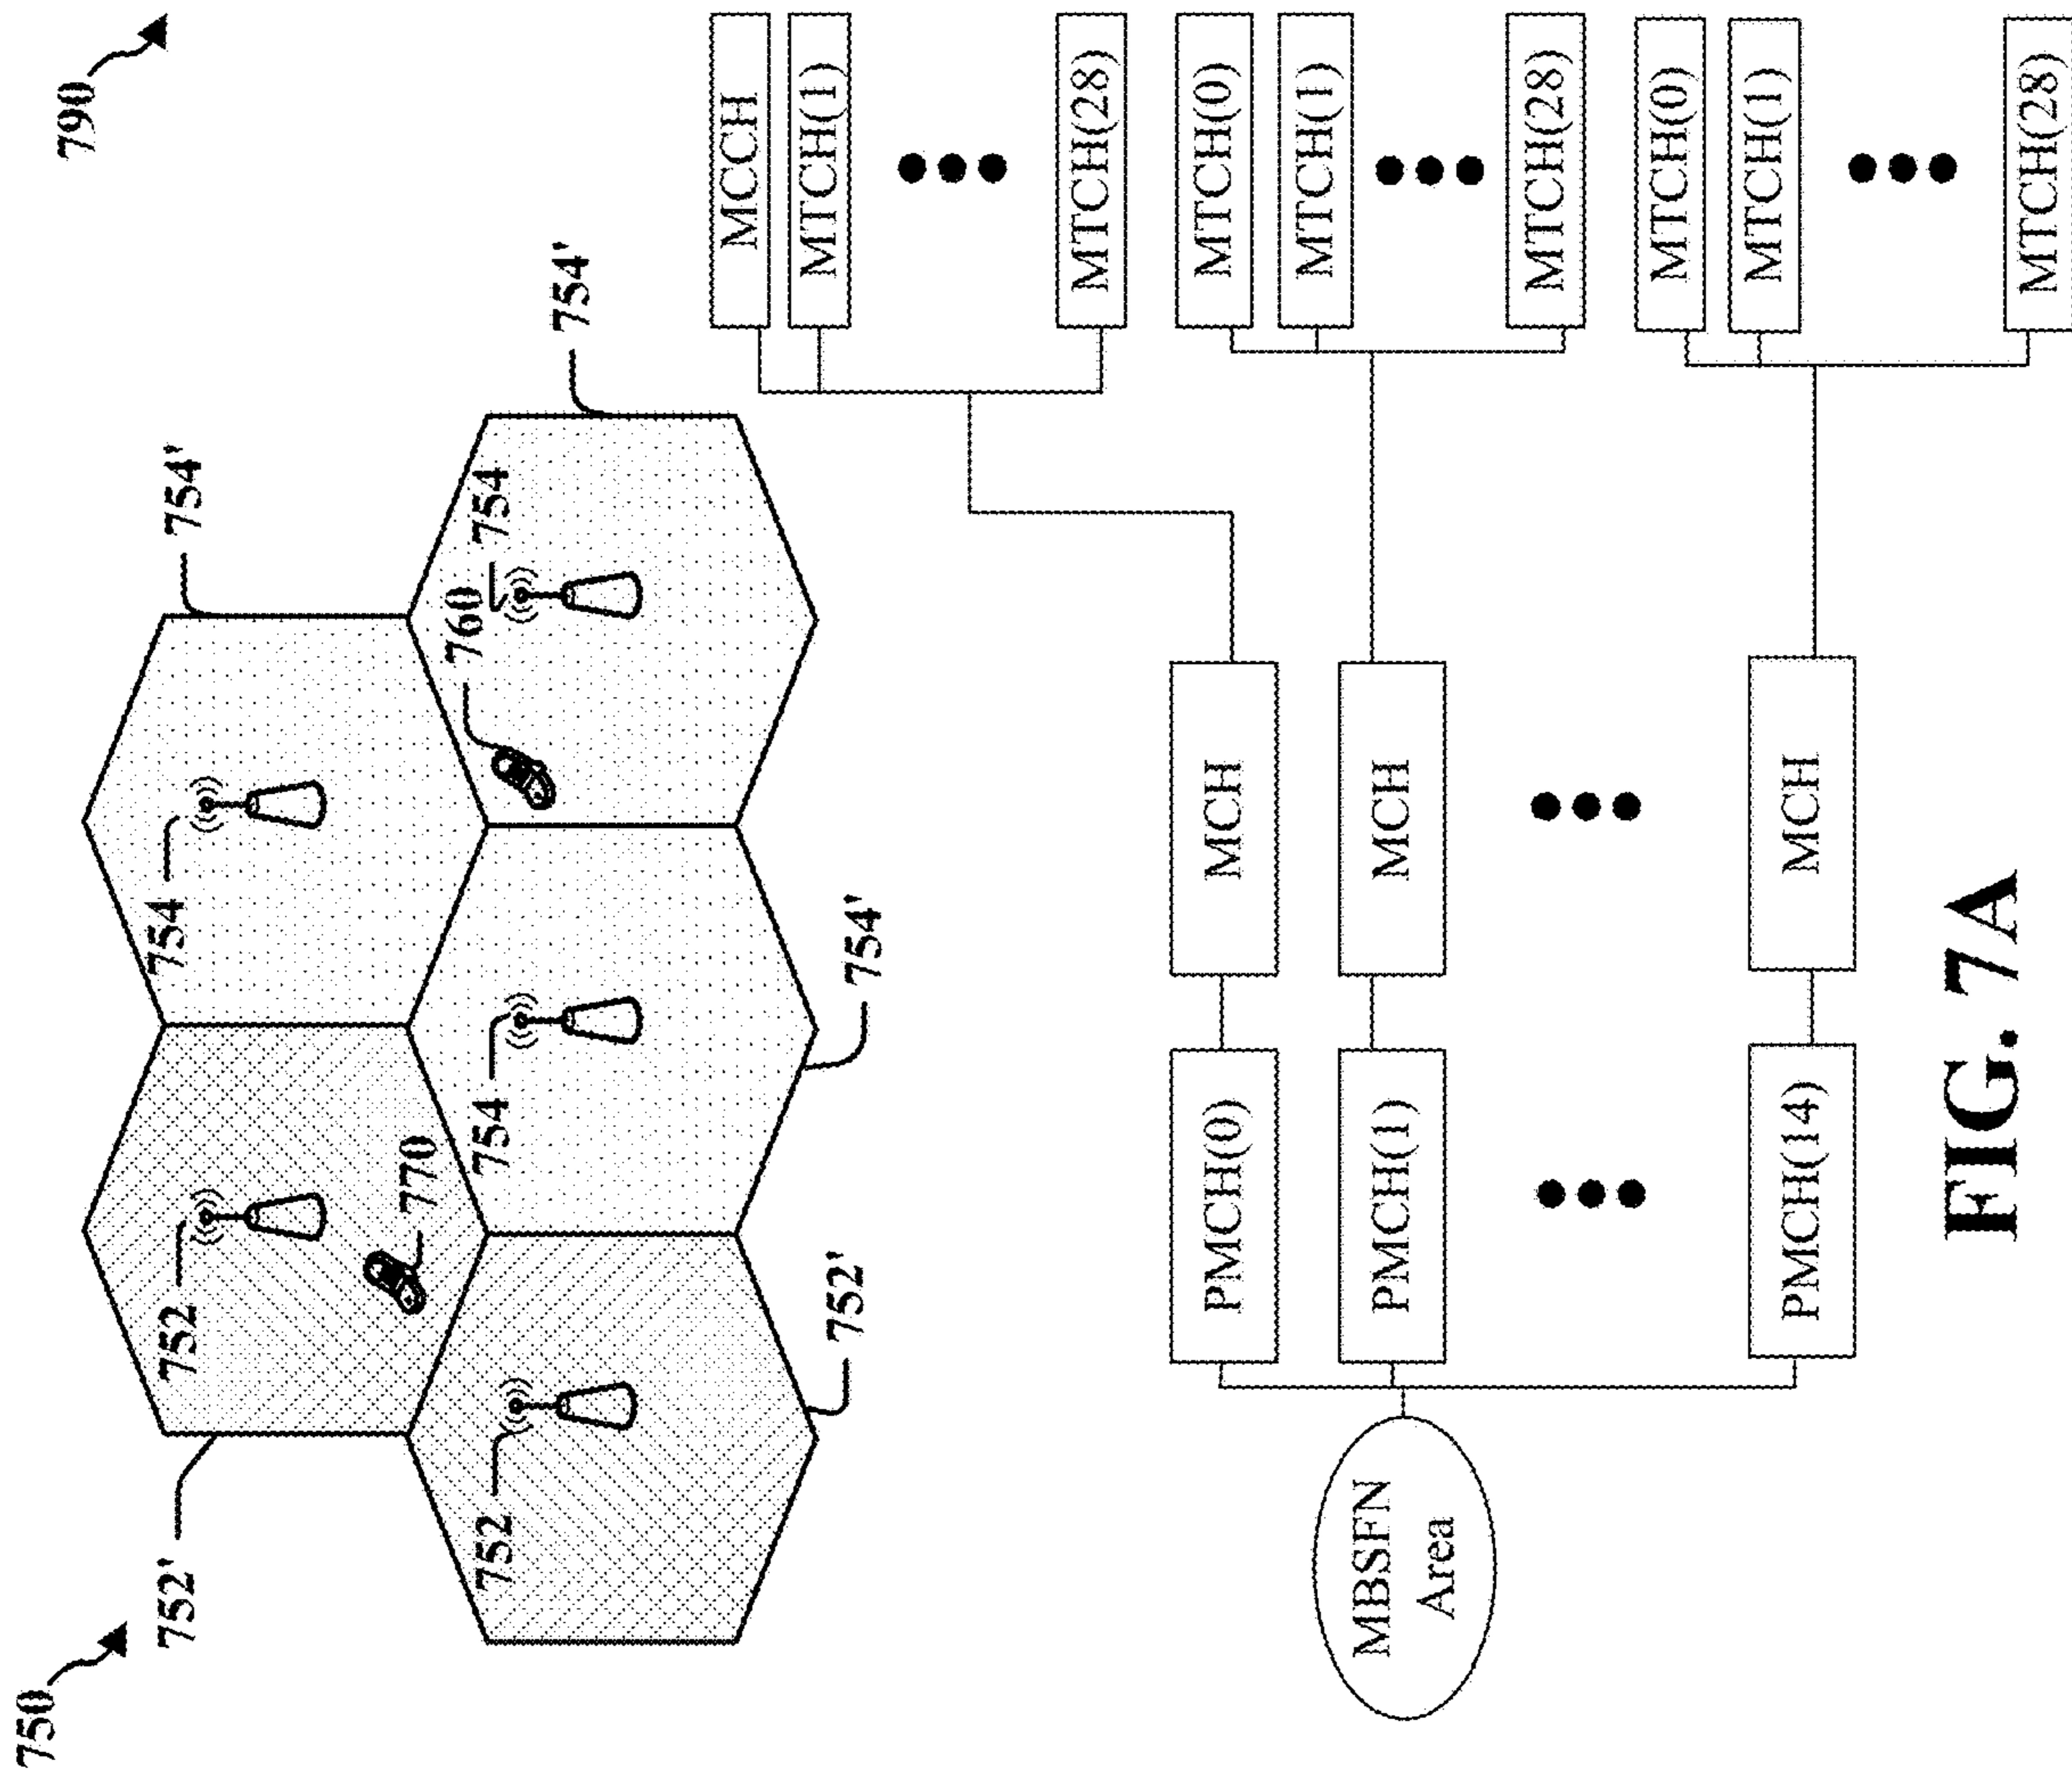 750
790
752'
752
770
754
754'
752
754
760
754
754'
752'
754'
MCCH
MTCH(1)
MTCH(28)
MBSFN
Area
PMCH(0)
MCH
MTCH(0)
MTCH(1)
MTCH(28)
PMCH(1)
MCH
PMCH(14)
MCH
MTCH(0)
MTCH(1)
MTCH(28)
FIG. 7A